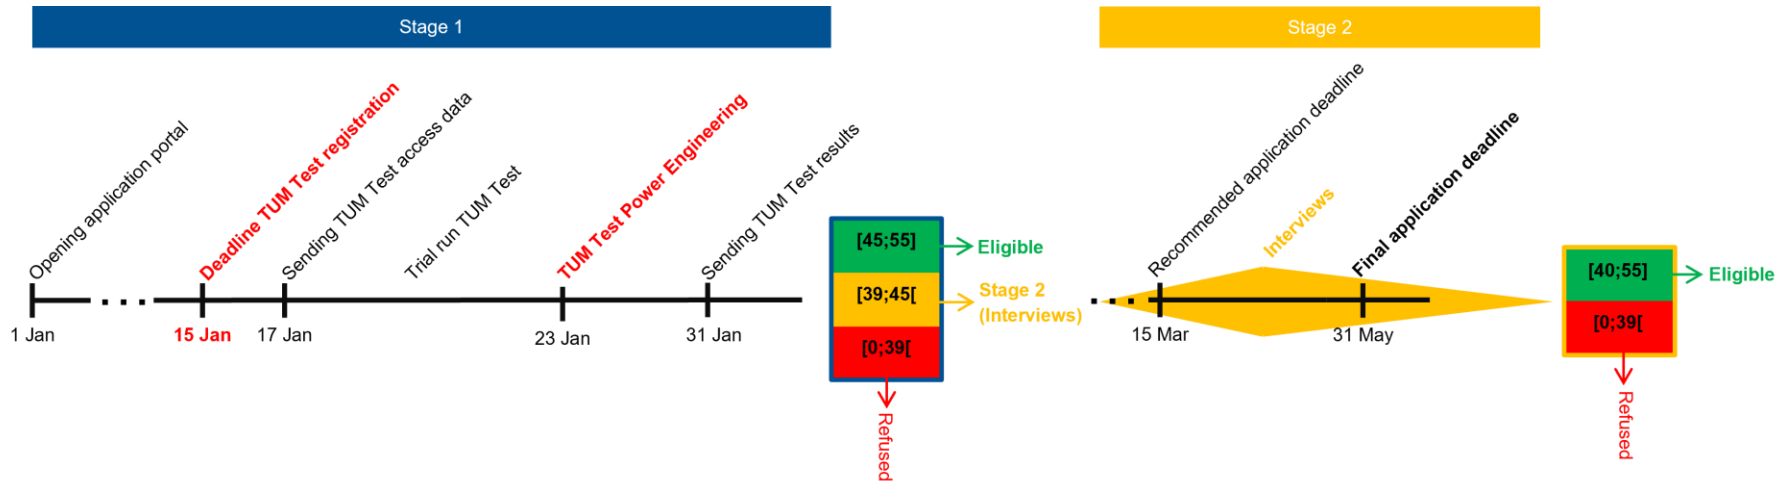 Stage 1
Stage 2
Opening application portal
Deadline TUM Test registration
Sending TUM Test access data
Trial run TUM Test
TUM Test Power Engineering
Sending TUM Test results
1 Jan
15 Jan
17 Jan
23 Jan
31 Jan
[45;55]
Eligible
[39;45[
Stage 2
(Interviews)
[0;39[
Refused
Recommended application deadline
Interviews
Final application deadline
15 Mar
31 May
[40;55]
Eligible
[0;39[
Refused